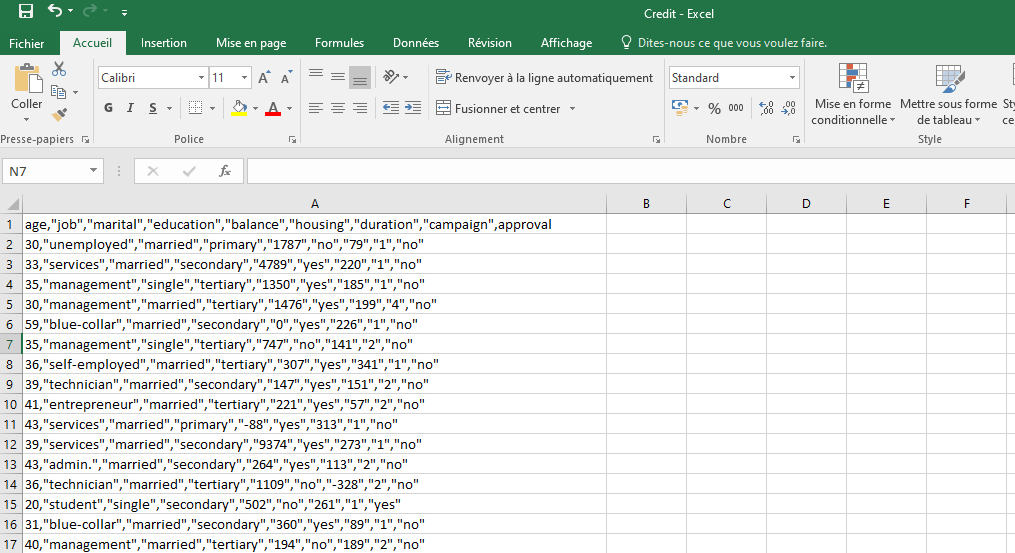 Credit - Excel
Fichier Accueil Insertion Mise en page Formules Données Révision Affichage Dites-nous ce que vous voulez faire.
Coller Calibri 11 A A Renvoyer à la ligne automatiquement Standard Mise en forme conditionnelle Mettre sous forme de tableau Sty ce
G I S A Fusionner et centrer % 000 ,00 ,0
Presse-papiers Police Alignement Nombre Style
N7 fx
A B C D E F
1 age,"job","marital","education","balance","housing","duration","campaign",approval
2 30,"unemployed","married","primary","1787","no","79","1","no"
3 33,"services","married","secondary","4789","yes","220","1","no"
4 35,"management","single","tertiary","1350","yes","185","1","no"
5 30,"management","married","tertiary","1476","yes","199","4","no"
6 59,"blue-collar","married","secondary","0","yes","226","1","no"
7 35,"management","single","tertiary","747","no","141","2","no"
8 36,"self-employed","married","tertiary","307","yes","341","1","no"
9 39,"technician","married","secondary","147","yes","151","2","no"
10 41,"entrepreneur","married","tertiary","221","yes","57","2","no"
11 43,"services","married","primary","-88","yes","313","1","no"
12 39,"services","married","secondary","9374","yes","273","1","no"
13 43,"admin.","married","secondary","264","yes","113","2","no"
14 36,"technician","married","tertiary","1109","no","-328","2","no"
15 20,"student","single","secondary","502","no","261","1","yes"
16 31,"blue-collar","married","secondary","360","yes","89","1","no"
17 40,"management","married","tertiary","194","no","189","2","no"